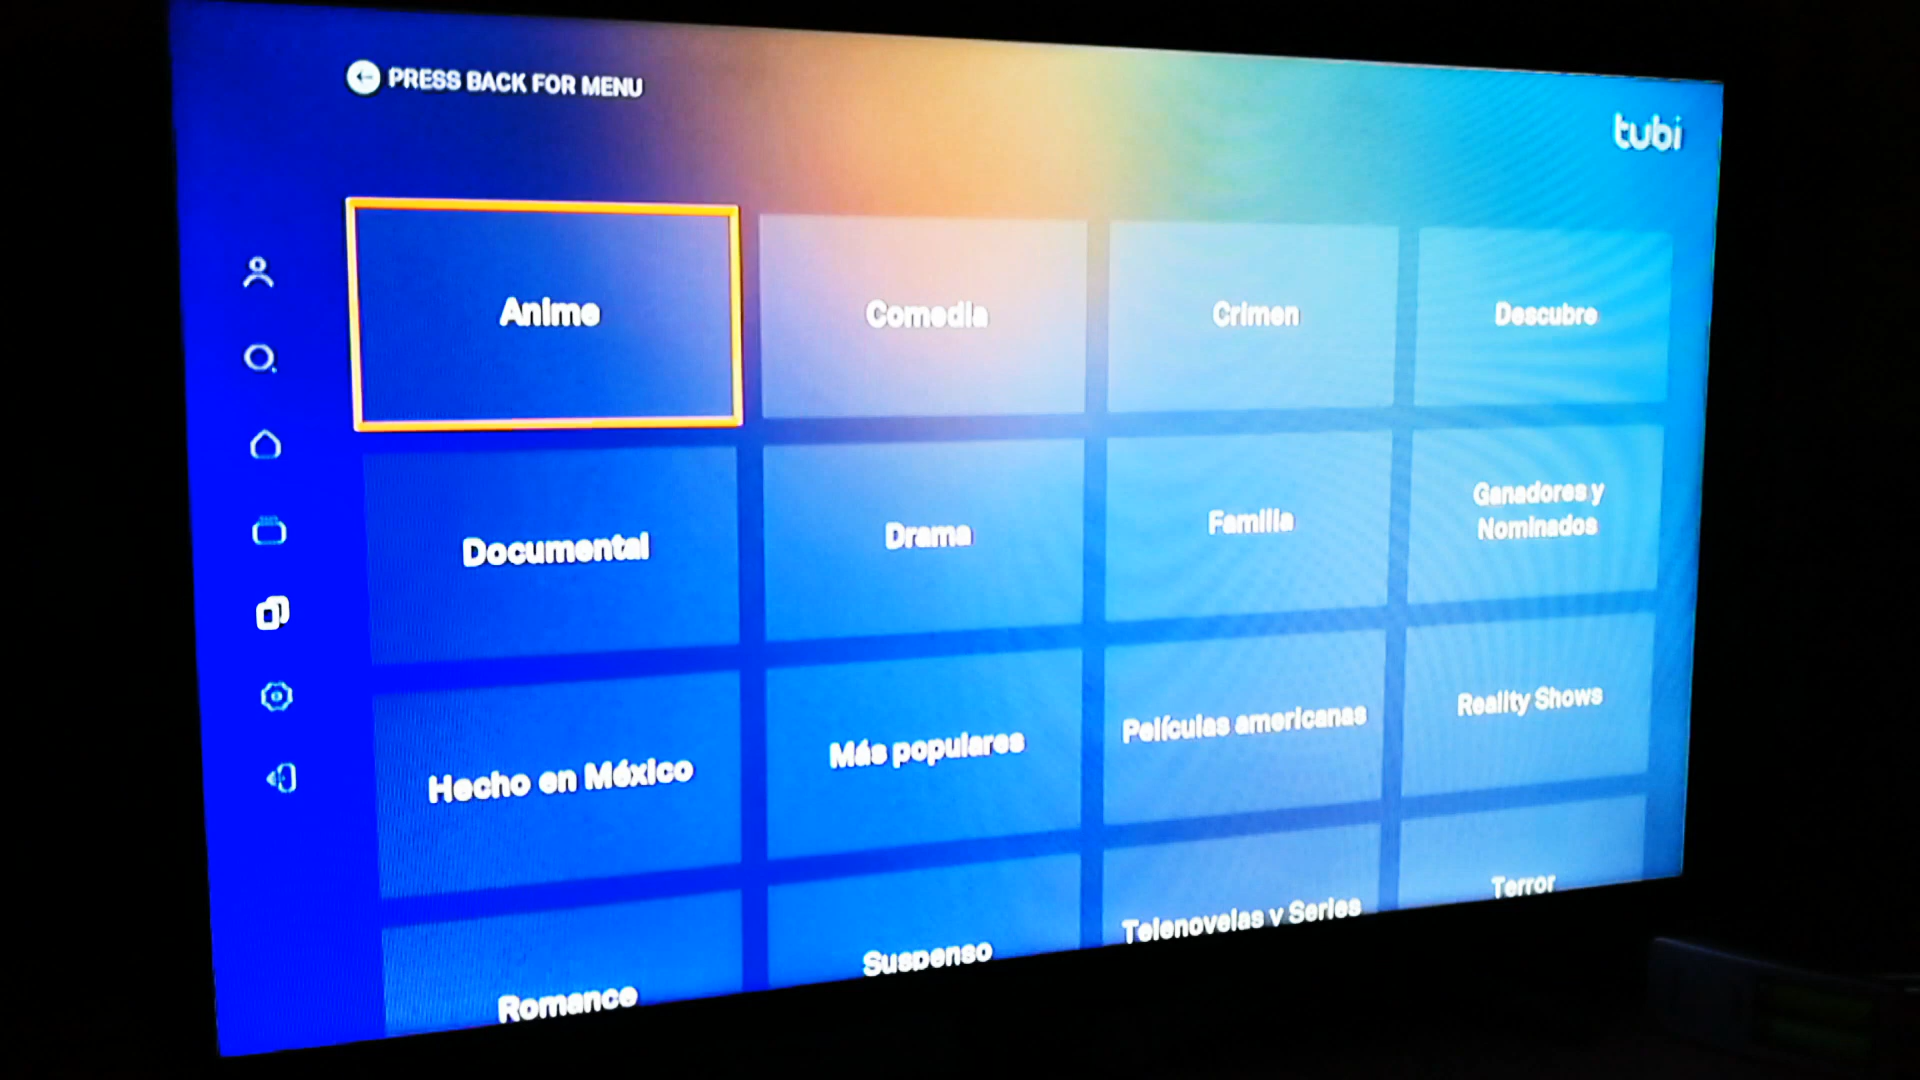 PRESS BACK FOR MENU
tubi
Anime
Comedia
Crimen
Descubre
Documental
Drama
Familia
Ganadores y
Nominados
Hecho en México
Más populares
Películas americanas
Reality Shows
Romance
Suspenso
Telenovelas y Series
Terror